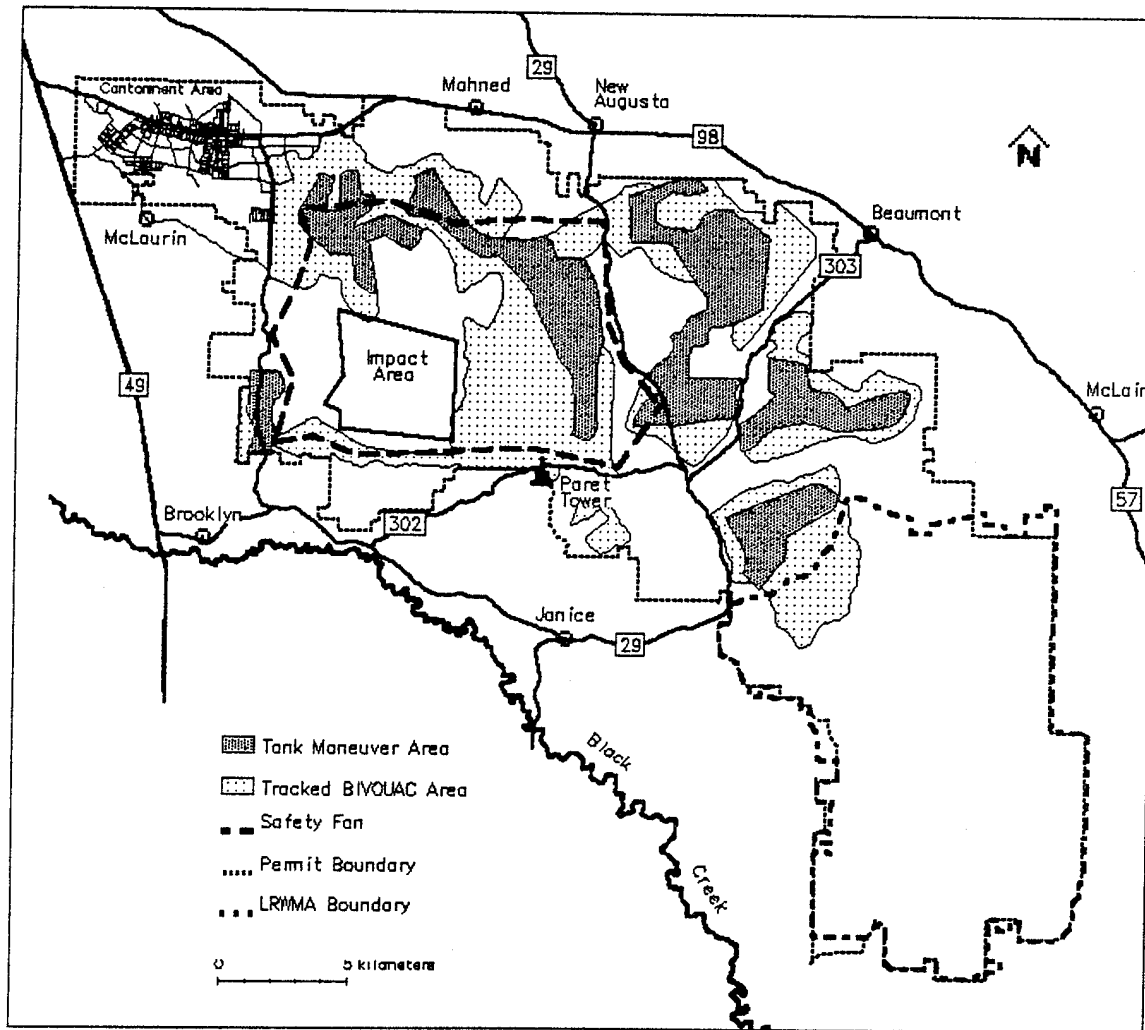 29
Mahned
New
Augusta
Cantonment Area
98
N
McLaurin
Beaumont
303
Impact
Area
49
McLain
Paret
Tower
57
Brooklyn
302
Janice
29
Tank Maneuver Area
Tracked BIVOUAC Area
Safety Fan
Permit Boundary
LRWMA Boundary
Black
Creek
0 5 kilometers